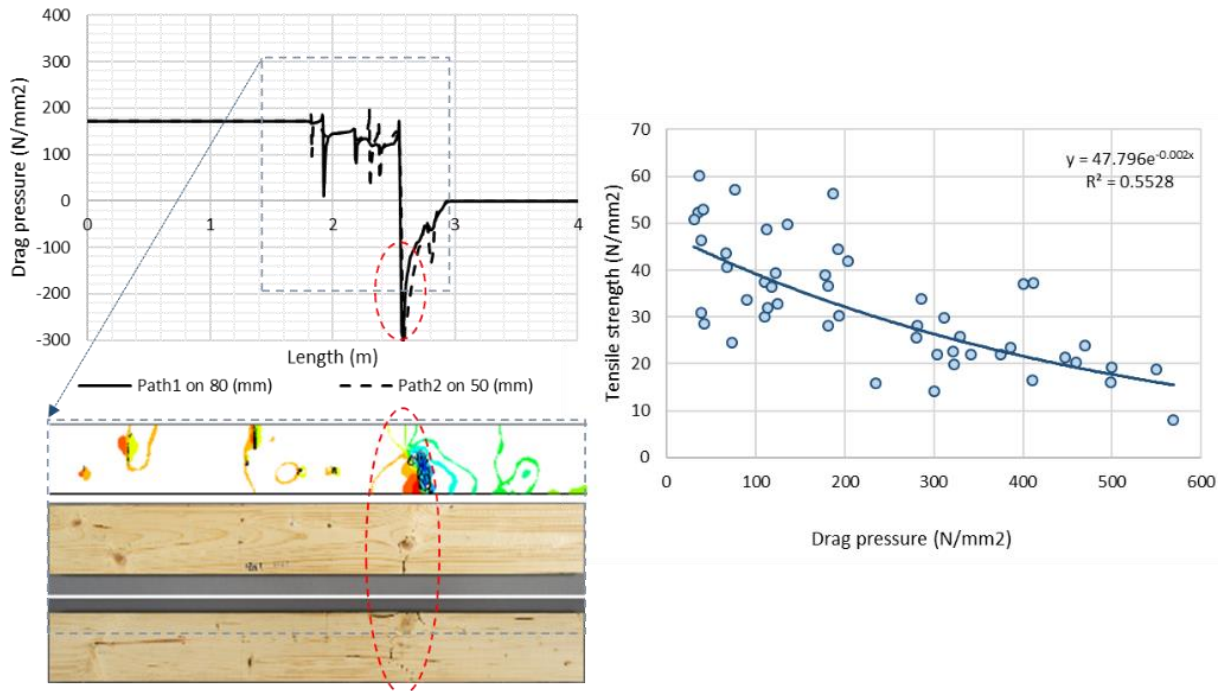 400
300
200
100
0
-100
-200
-300
Drag pressure (N/mm2)
0 1 2 3 4
Length (m)
Path1 on 80 (mm) Path2 on 50 (mm)
70
60
50
40
30
20
10
0
Tensile strength (N/mm2)
y = 47.796e^-0.002x
R² = 0.5528
0 100 200 300 400 500 600
Drag pressure (N/mm2)